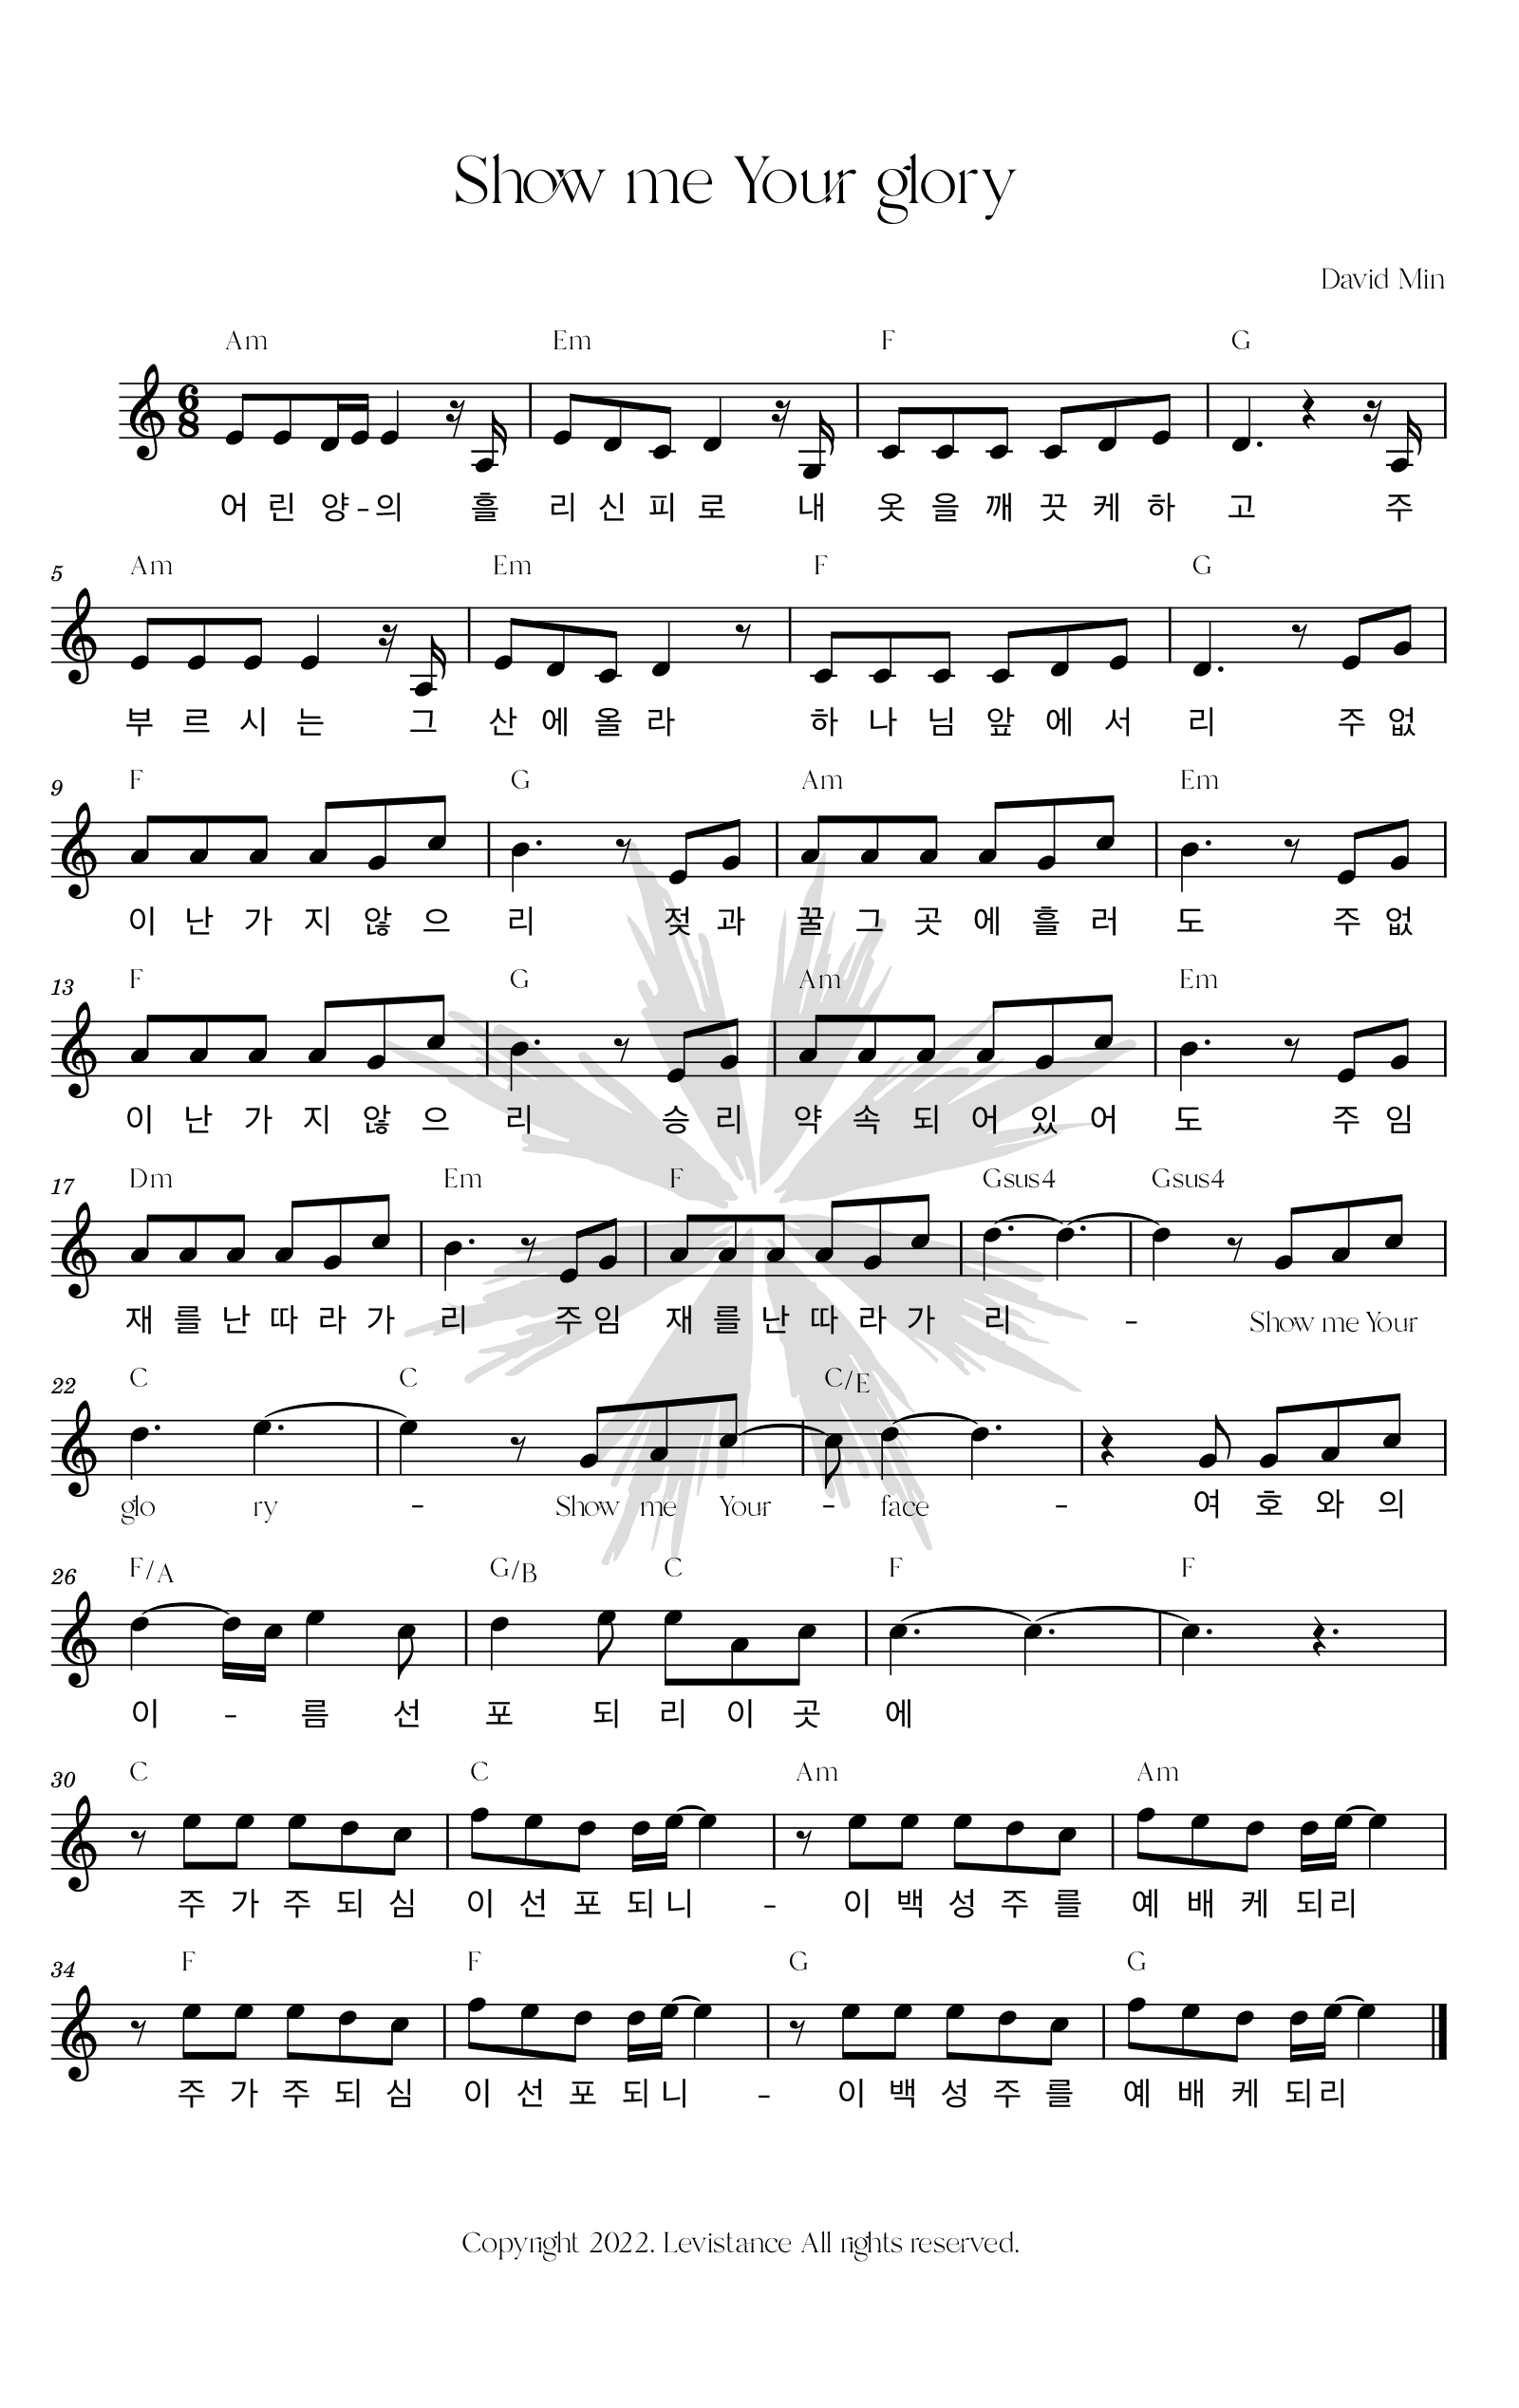 Show me Your glory
David Min
Am Em F G
6
8
어 린 양 - 의 흘 리 신 피 로 내 옷 을 깨 끗 케 하 고 주
5 Am Em F G
부 르 시 는 그 산 에 올 라 하 나 님 앞 에 서 리 주 없
9 F G Am Em
이 난 가 지 않 으 리 젖 과 꿀 그 곳 에 흘 러 도 주 없
13 F G Am Em
이 난 가 지 않 으 리 승 리 약 속 되 어 있 어 도 주 임
17 Dm Em F Gsus4 Gsus4
재 를 난 따 라 가 리 주 임 재 를 난 따 라 가 리 - Show me Your
22 C C C/E
glo ry - Show me Your - face - 여 호 와 의
26 F/A G/B C F F
이 - 름 선 포 되 리 이 곳 에
30 C C Am Am
주 가 주 되 심 이 선 포 되 니 - 이 백 성 주 를 예 배 케 되 리
34 F F G G
주 가 주 되 심 이 선 포 되 니 - 이 백 성 주 를 예 배 케 되 리
Copyright 2022. Levistance All rights reserved.